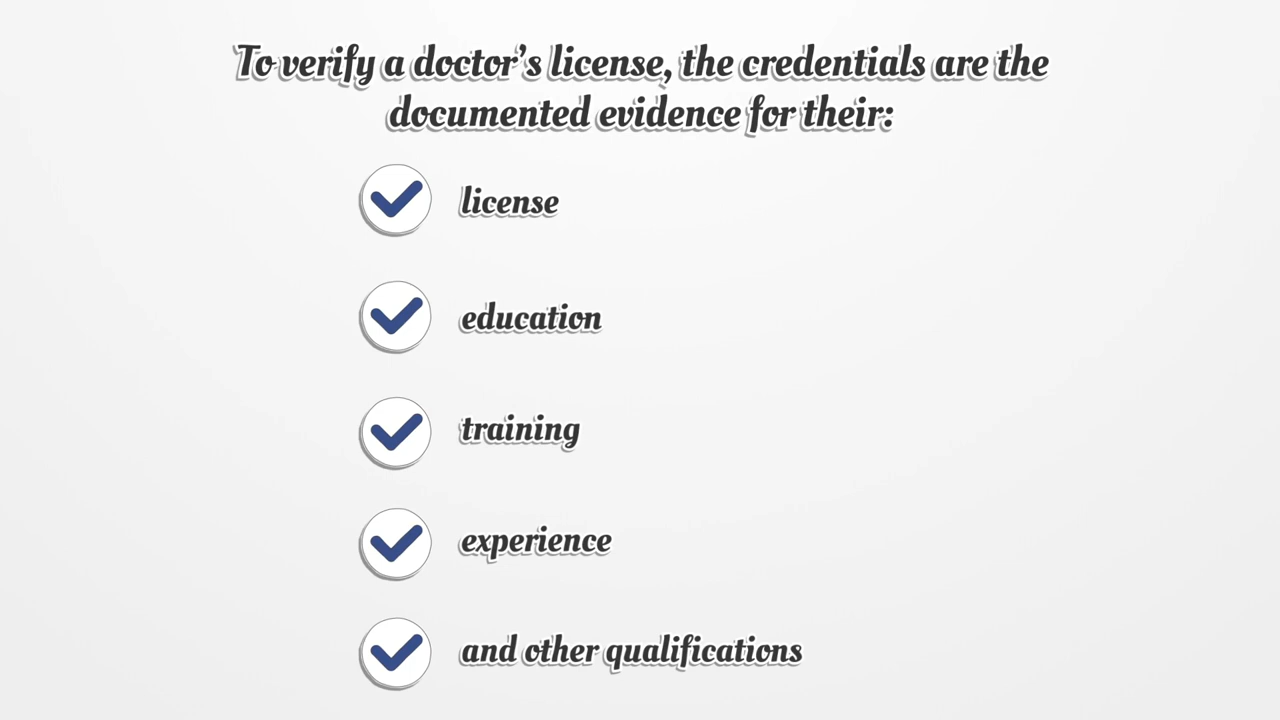 To verify a doctor's license, the credentials are the
documented evidence for their:
license
education
training
experience
and other qualifications